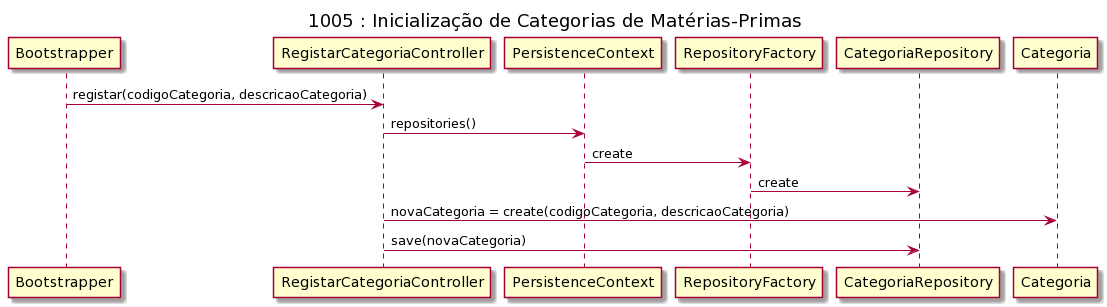 1005 : Inicialização de Categorias de Matérias-Primas
Bootstrapper RegistarCategoriaController PersistenceContext RepositoryFactory CategoriaRepository Categoria
registar(codigoCategoria, descricaoCategoria)
repositories()
create
create
novaCategoria = create(codigoCategoria, descricaoCategoria)
save(novaCategoria)
Bootstrapper RegistarCategoriaController PersistenceContext RepositoryFactory CategoriaRepository Categoria